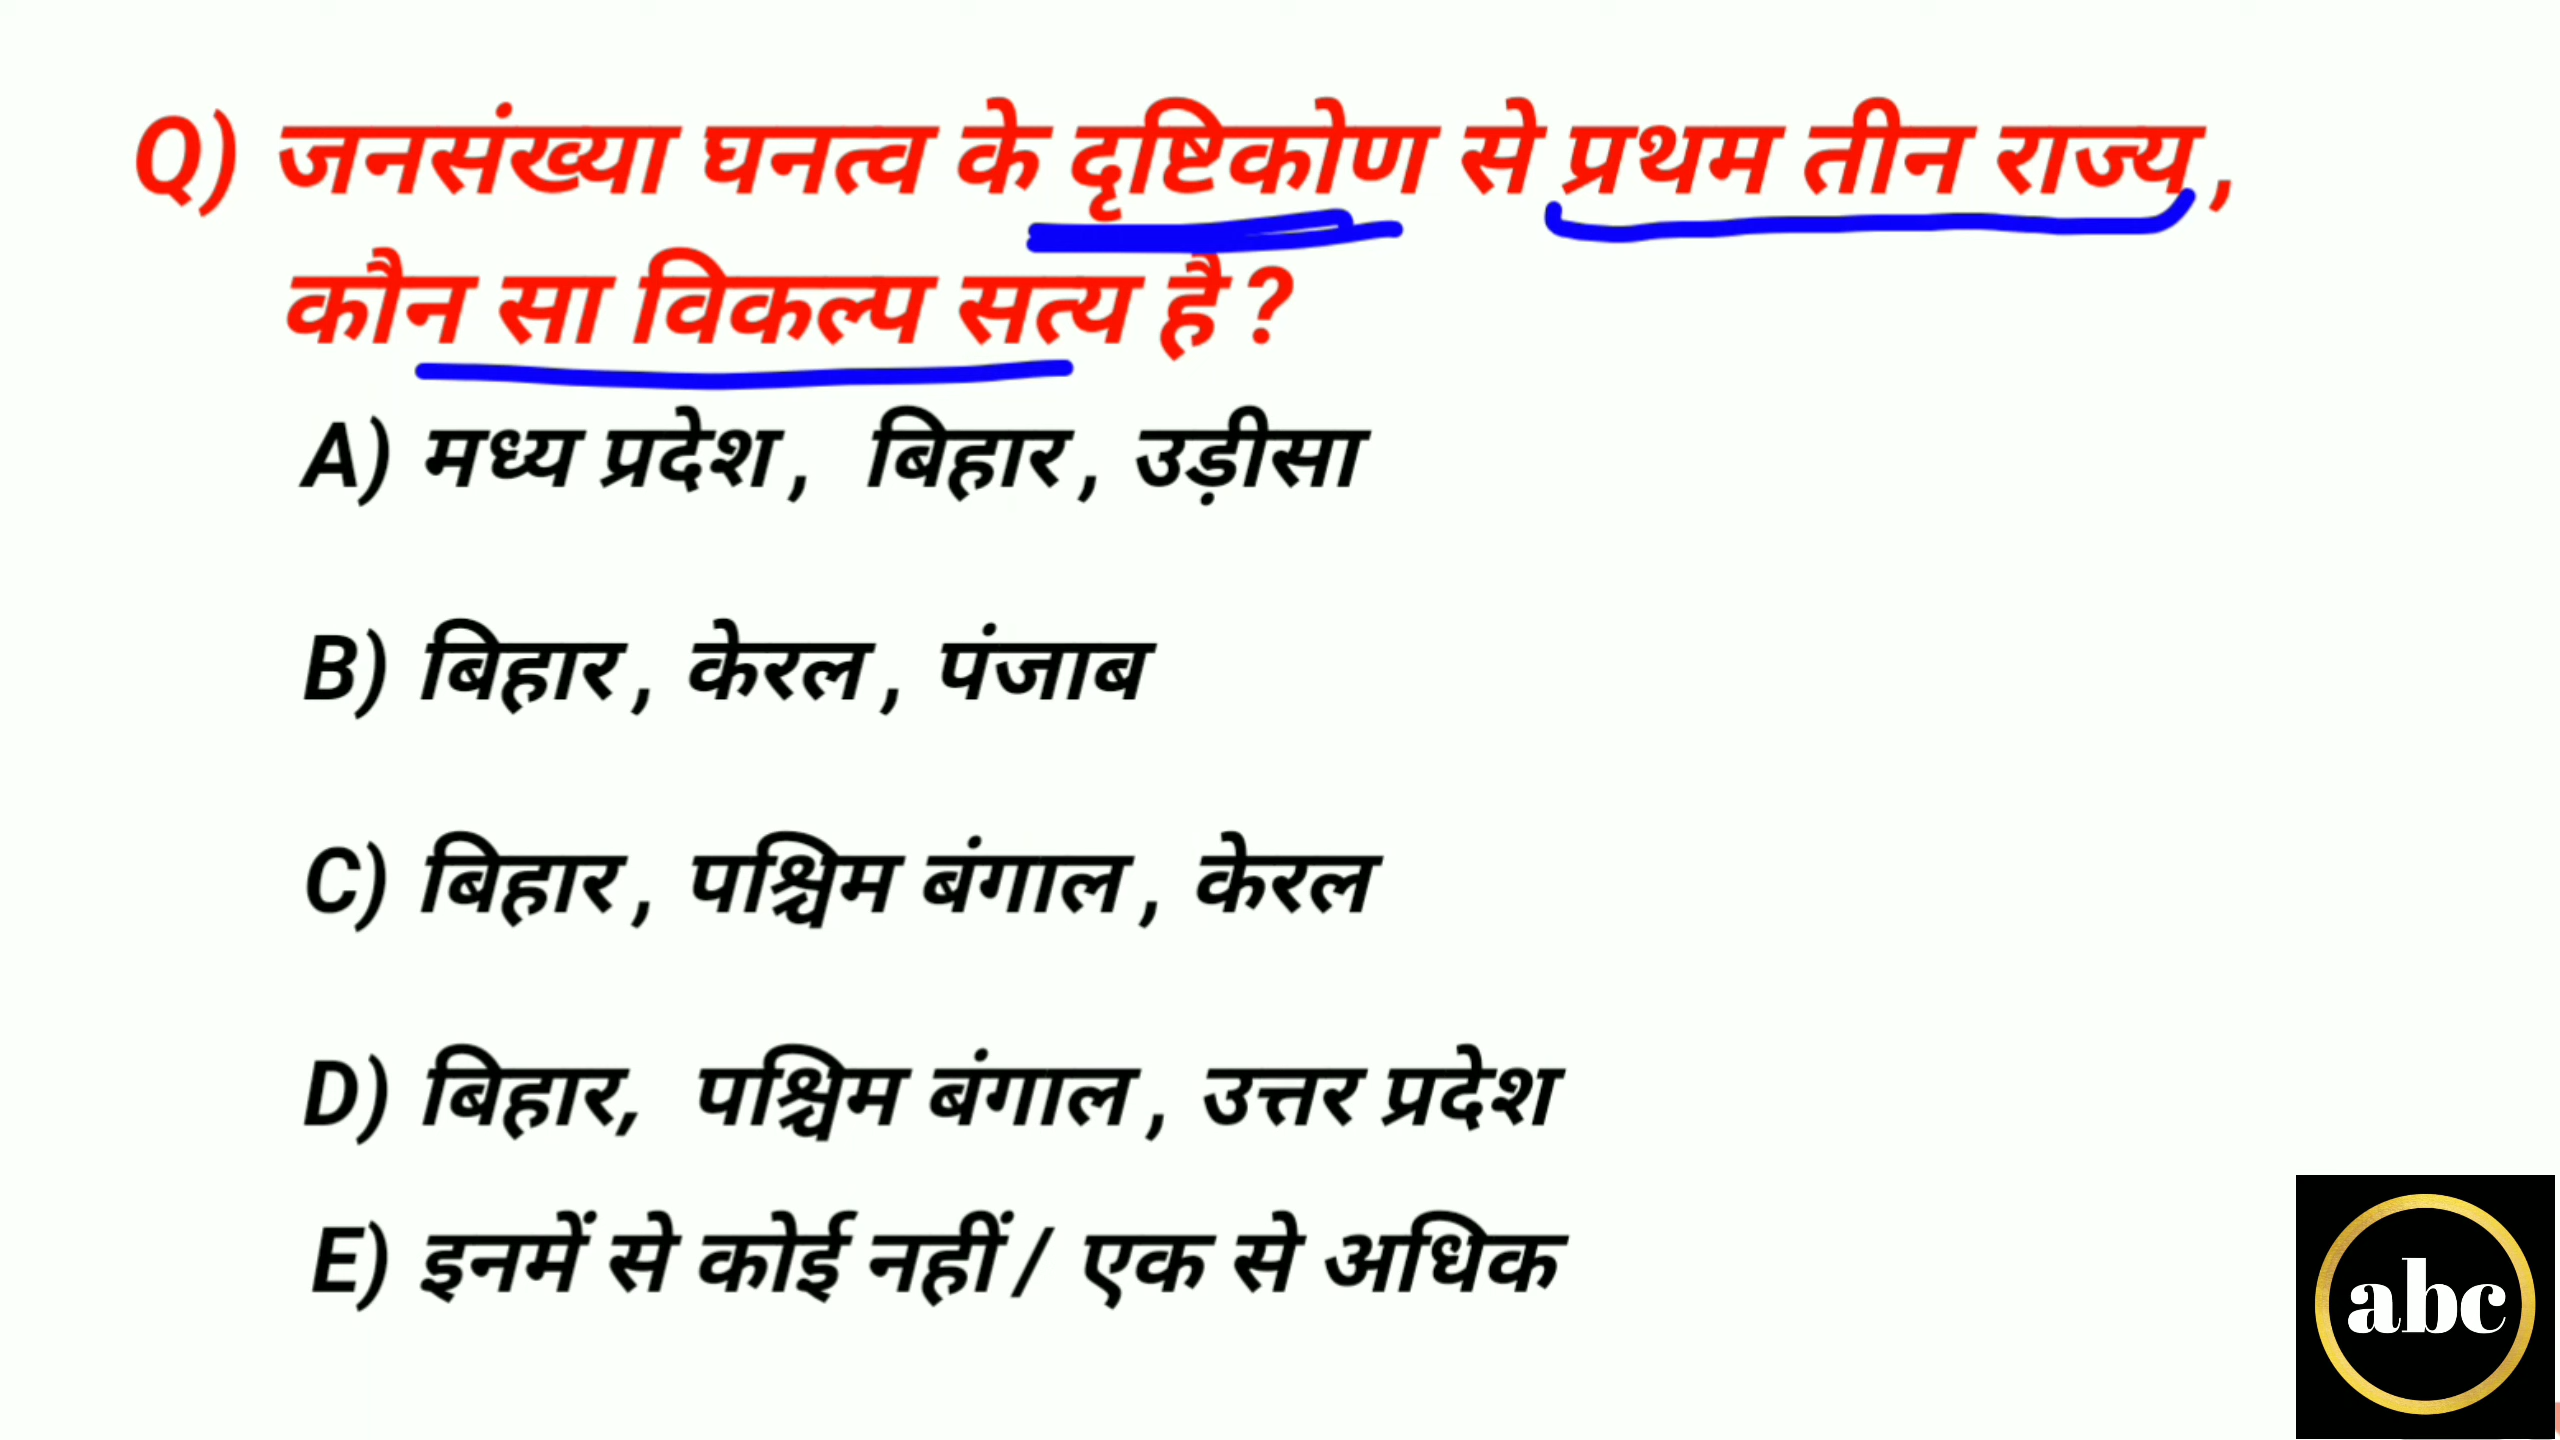 Q) जनसंख्या घनत्व के दृष्टिकोण से प्रथम तीन राज्य ,
कौन सा विकल्प सत्य है ?
A) मध्य प्रदेश , बिहार , उड़ीसा
B) बिहार , केरल , पंजाब
C) बिहार , पश्चिम बंगाल , केरल
D) बिहार, पश्चिम बंगाल , उत्तर प्रदेश
E) इनमें से कोई नहीं / एक से अधिक
abc